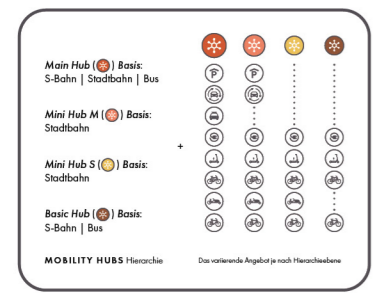 Main Hub ( ) Basis:
S-Bahn | Stadtbahn | Bus
Mini Hub M ( ) Basis:
Stadtbahn
+
Mini Hub S ( ) Basis:
Stadtbahn
Basic Hub ( ) Basis:
S-Bahn | Bus
P P
MOBILITY HUBS Hierarchie
Das variierende Angebot je nach Hierarchieebene